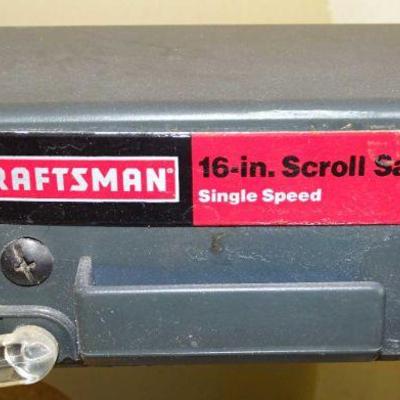 RAFTSMAN®
16-in. Scroll Sa
Single Speed